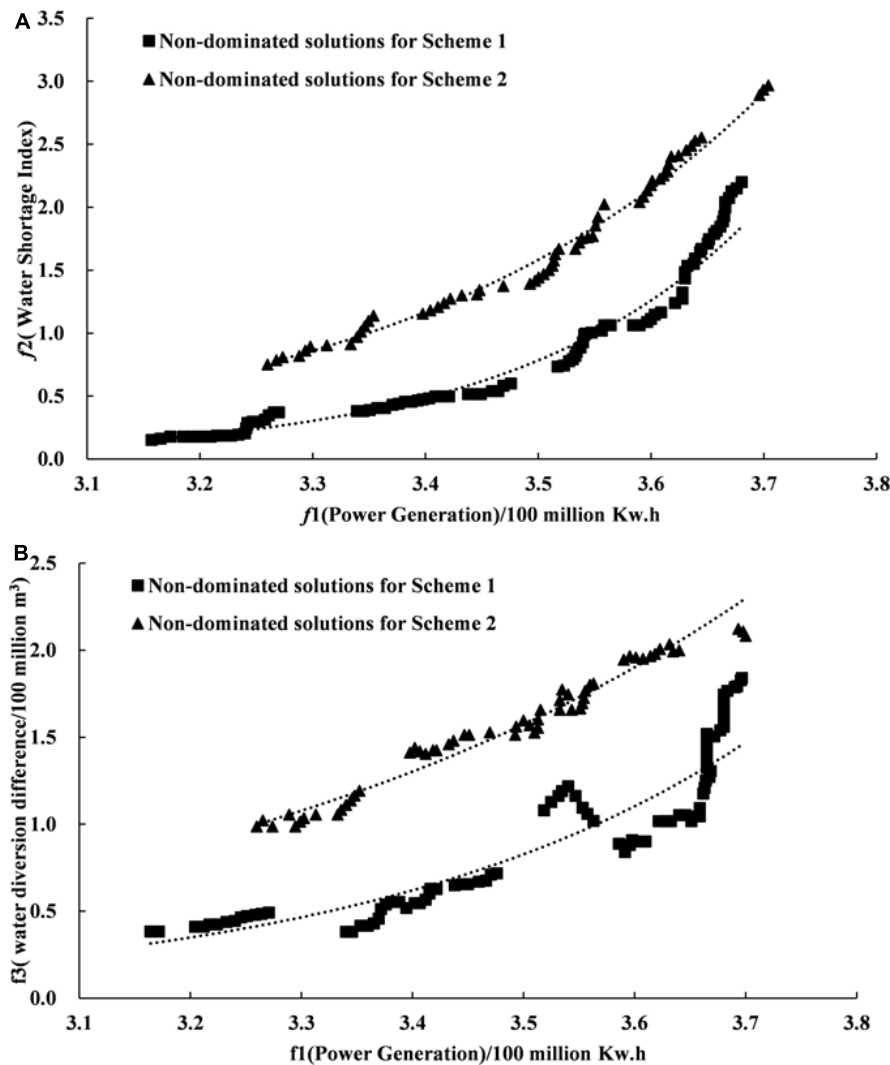 A
3.5
3.0
2.5
2.0
1.5
1.0
0.5
0.0
f2( Water Shortage Index)
Non-dominated solutions for Scheme 1
Non-dominated solutions for Scheme 2
3.1 3.2 3.3 3.4 3.5 3.6 3.7 3.8
f1(Power Generation)/100 million Kw.h
B
2.5
2.0
1.5
1.0
0.5
0.0
f3( water diversion difference/100 million m³)
Non-dominated solutions for Scheme 1
Non-dominated solutions for Scheme 2
3.1 3.2 3.3 3.4 3.5 3.6 3.7 3.8
f1(Power Generation)/100 million Kw.h